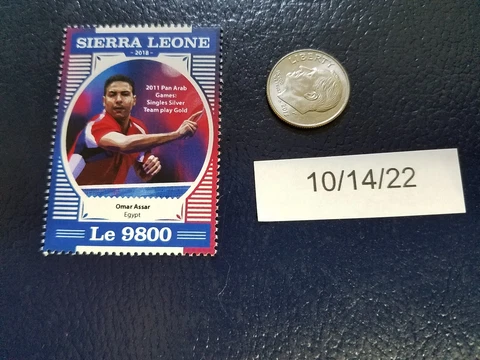 SIERRA LEONE
- 2018 -
2011 Pan Arab
Games:
Singles Silver
Team play Gold
Omar Assar
Egypt
Le 9800
LIBERTY
10/14/22